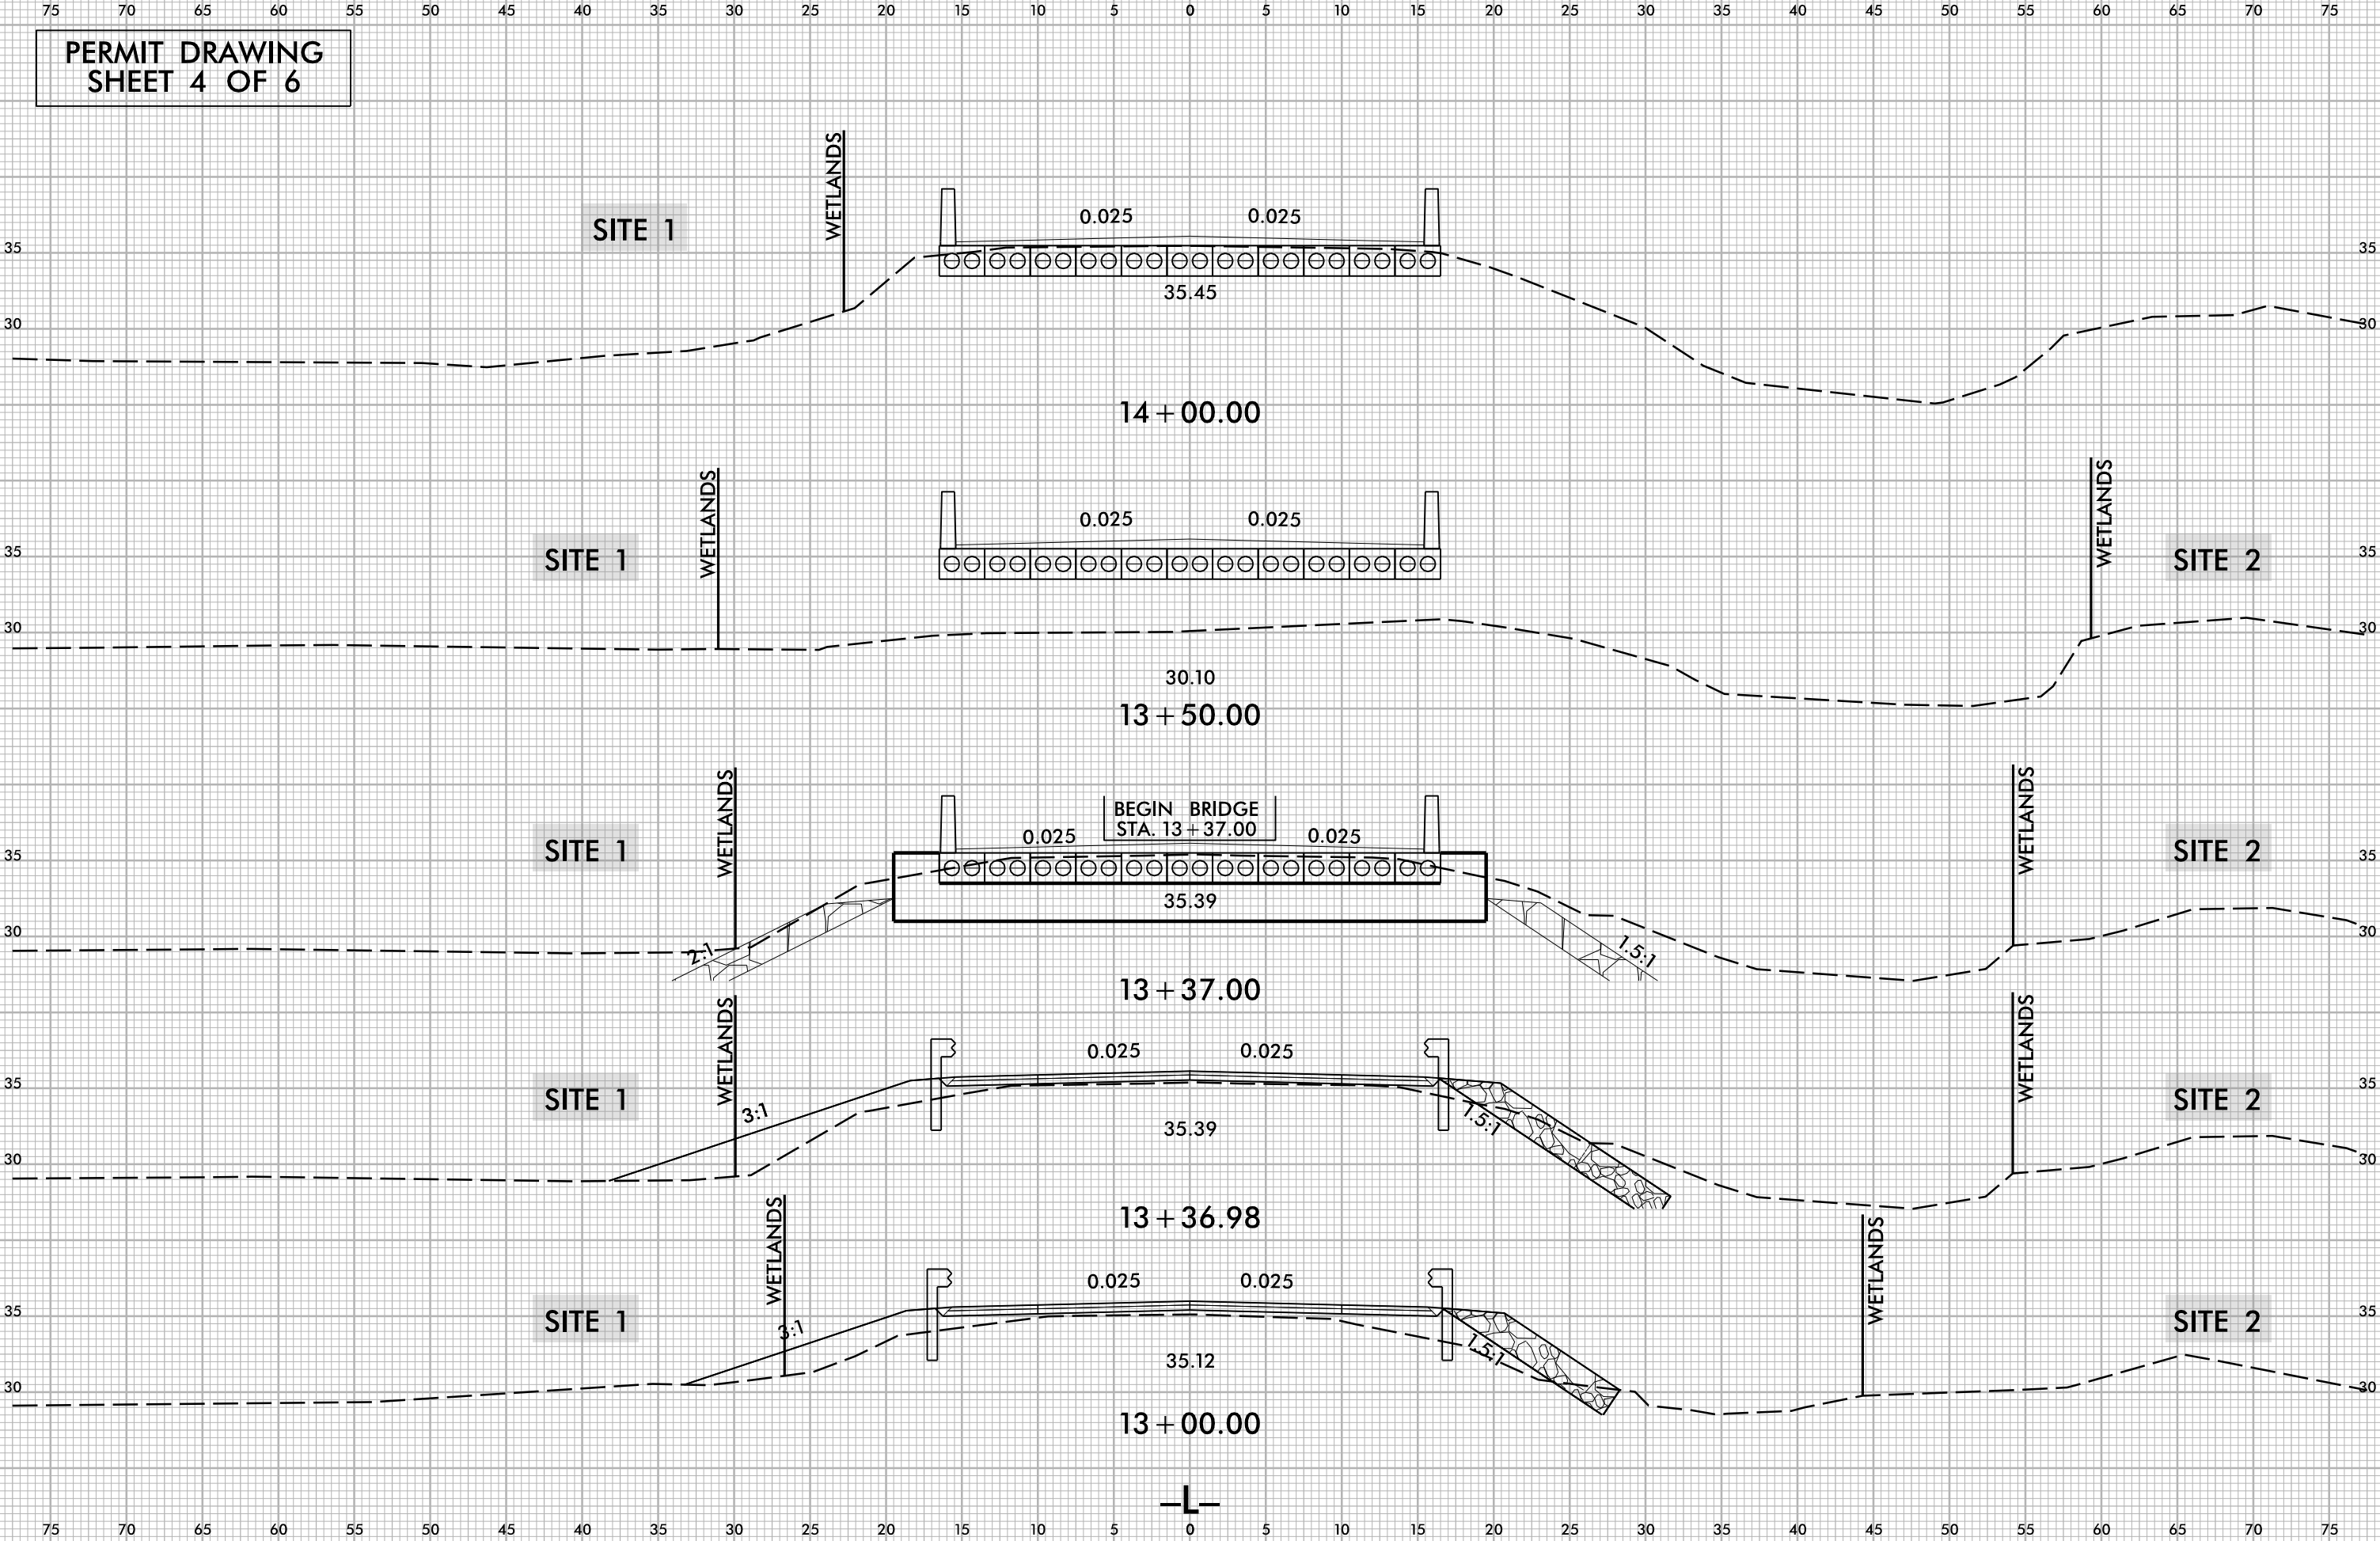 75 70 65 60 55 50 45 40 35 30 25 20 15 10 5 0 5 10 15 20 25 30 35 40 45 50 55 60 65 70 75
PERMIT DRAWING
SHEET 4 OF 6
WETLANDS
SITE 1
0.025 0.025
35 35
35.45
30 30
14+00.00
WETLANDS WETLANDS
0.025 0.025
35 35
SITE 1 SITE 2
30 30
30.10
13+50.00
WETLANDS WETLANDS
BEGIN BRIDGE
STA. 13+37.00
0.025 0.025
SITE 1 SITE 2
35 35
35.39
30 30
2:1 1.5:1
13+37.00
WETLANDS WETLANDS
0.025 0.025
35 35
SITE 1 SITE 2
3:1 1.5:1
35.39
30 30
13+36.98
WETLANDS WETLANDS
0.025 0.025
35 35
SITE 1 SITE 2
3:1 1.5:1
35.12
30 30
13+00.00
–L–
75 70 65 60 55 50 45 40 35 30 25 20 15 10 5 0 5 10 15 20 25 30 35 40 45 50 55 60 65 70 75